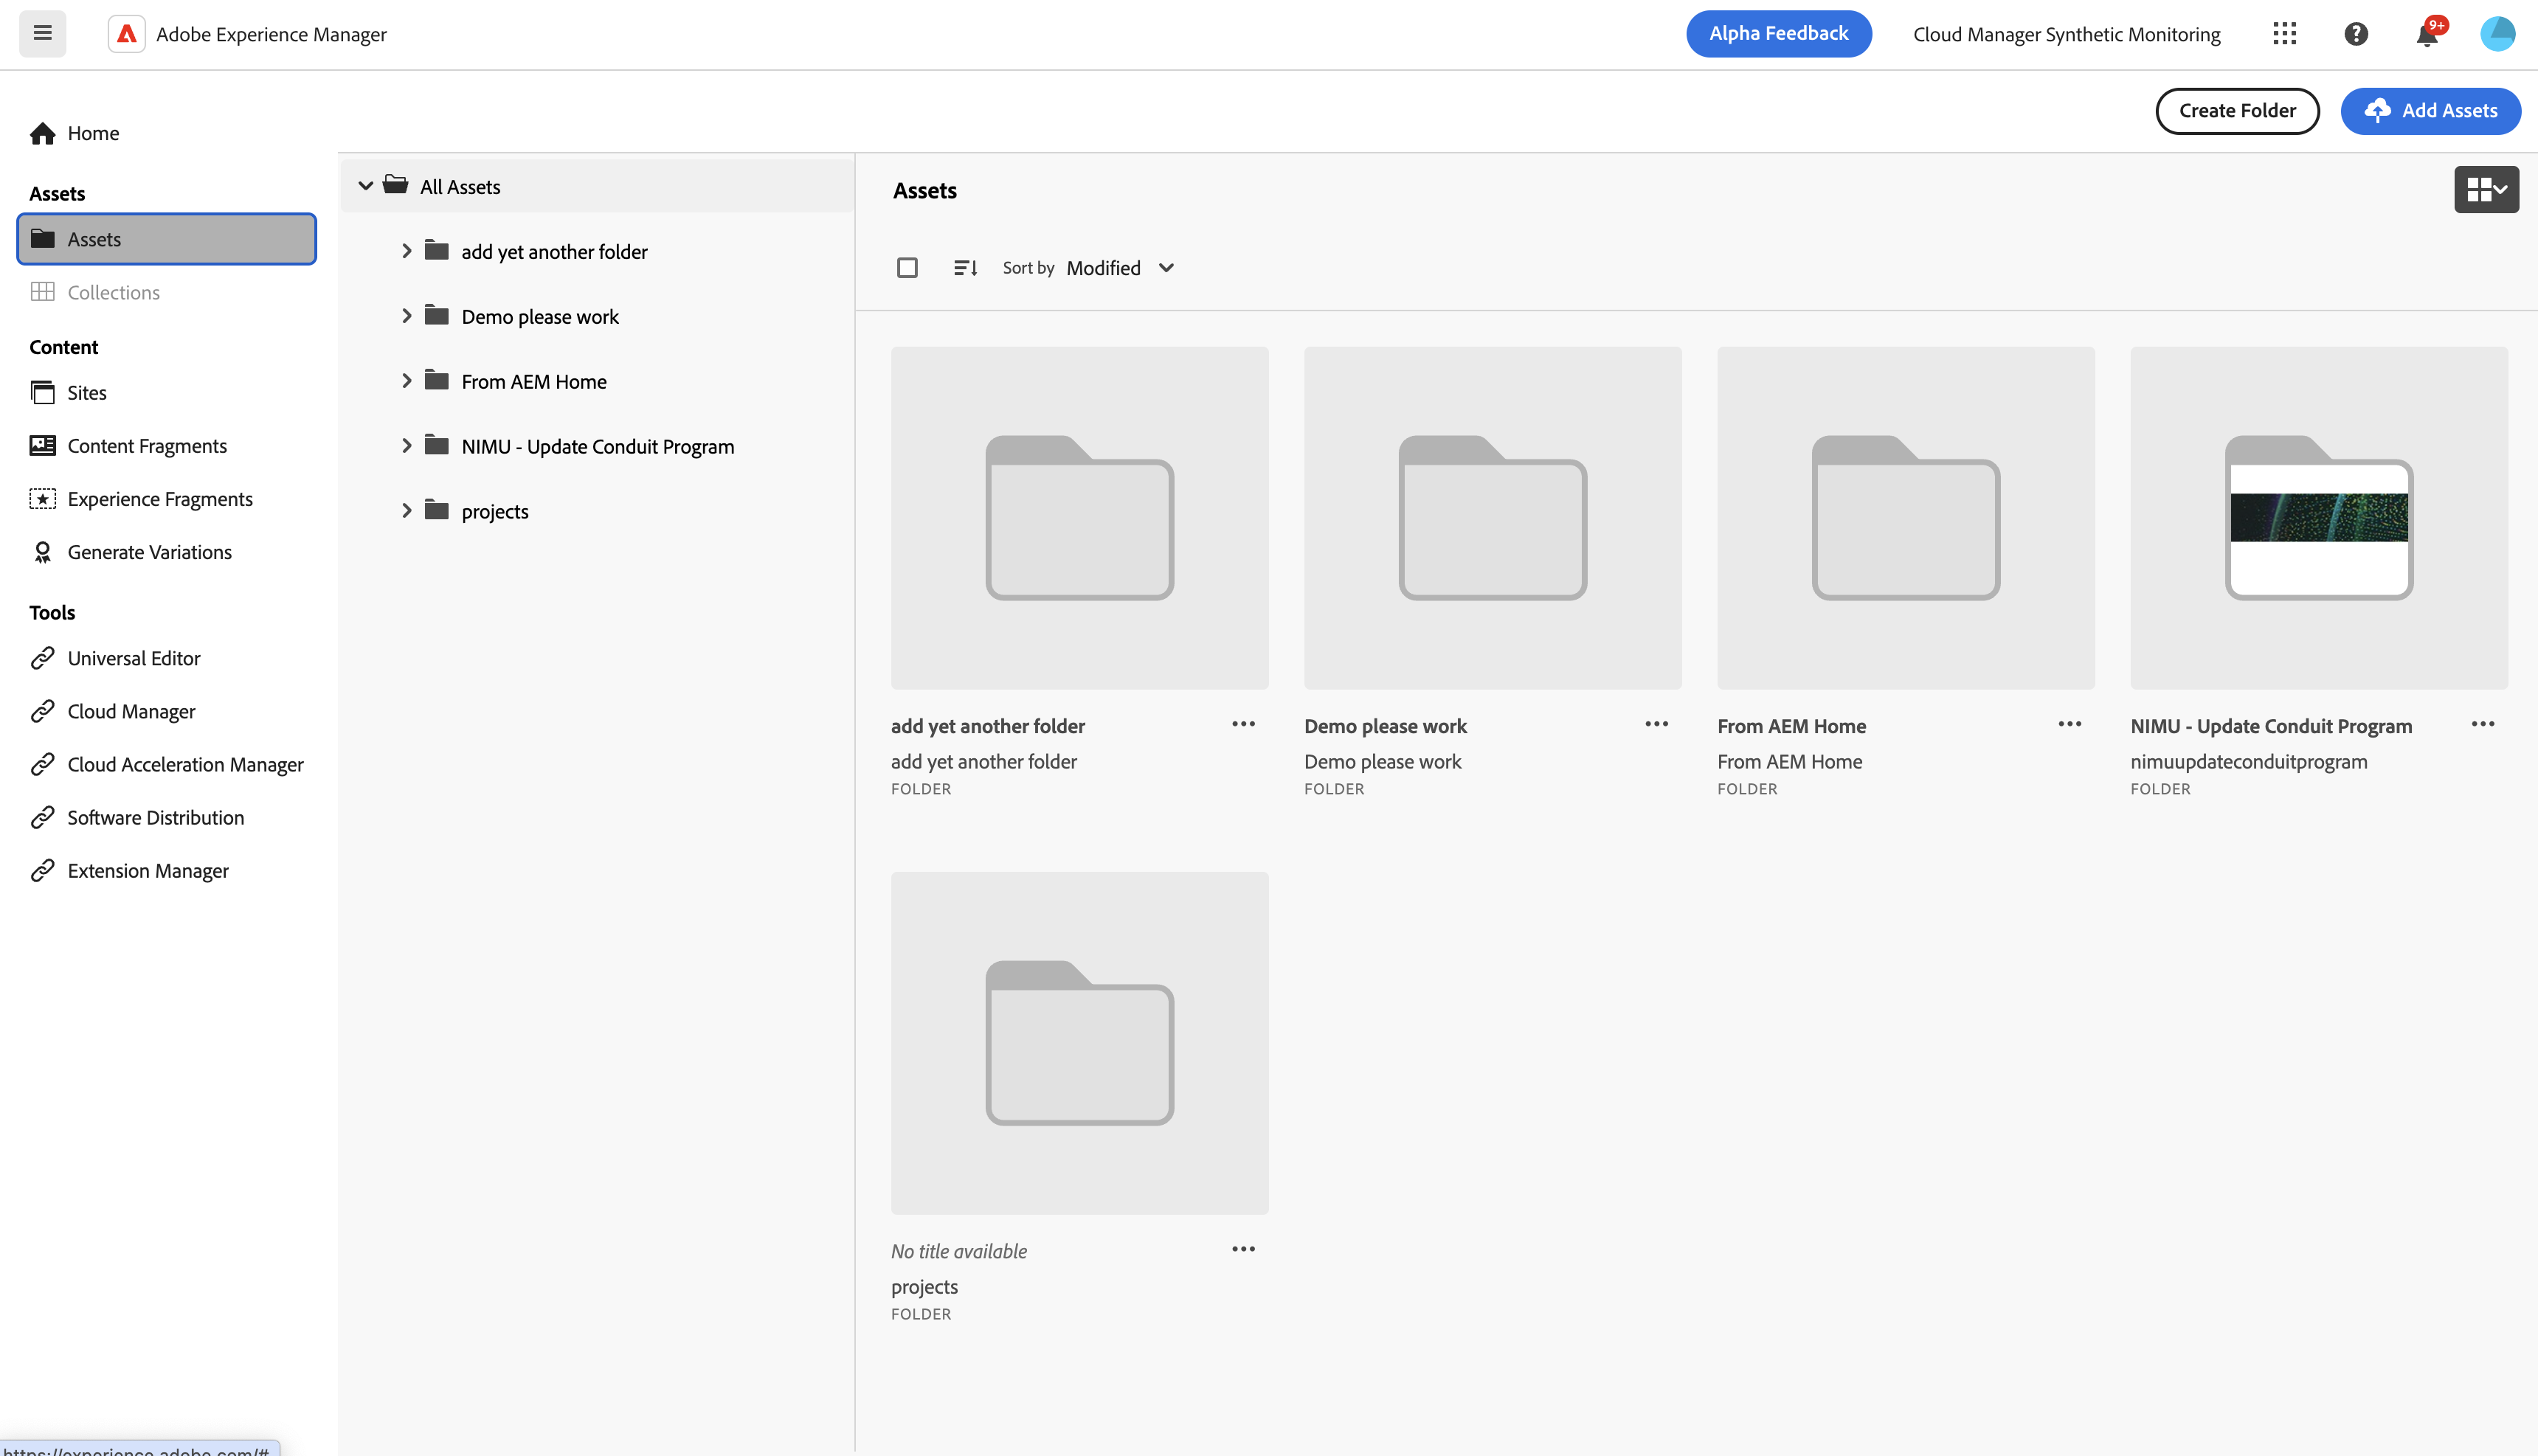 Adobe Experience Manager
Alpha Feedback
Cloud Manager Synthetic Monitoring
9+
Create Folder
Add Assets
Home
Assets
Assets
Collections
Content
Sites
Content Fragments
Experience Fragments
Generate Variations
Tools
Universal Editor
Cloud Manager
Cloud Acceleration Manager
Software Distribution
Extension Manager
All Assets
add yet another folder
Demo please work
From AEM Home
NIMU - Update Conduit Program
projects
Assets
Sort by Modified
add yet another folder
add yet another folder
FOLDER
Demo please work
Demo please work
FOLDER
From AEM Home
From AEM Home
FOLDER
NIMU - Update Conduit Program
nimuupdateconduitprogram
FOLDER
No title available
projects
FOLDER
https://experience.adobe.com/#